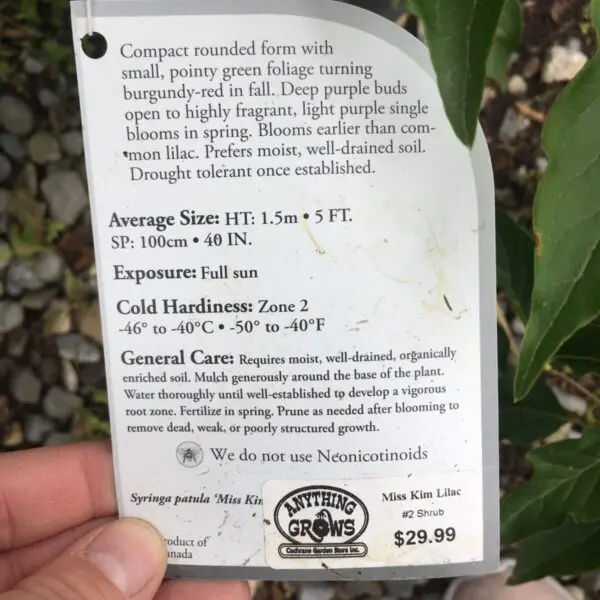 Compact rounded form with
small, pointy green foliage turning
burgundy-red in fall. Deep purple buds
open to highly fragrant, light purple single
blooms in spring. Blooms earlier than com-
mon lilac. Prefers moist, well-drained soil.
Drought tolerant once established.
Average Size: HT: 1.5m • 5 FT.
SP: 100cm • 40 IN.
Exposure: Full sun
Cold Hardiness: Zone 2
-46° to -40°C • -50° to -40°F
General Care: Requires moist, well-drained, organically
enriched soil. Mulch generously around the base of the plant.
Water thoroughly until well-established to develop a vigorous
root zone. Fertilize in spring. Prune as needed after blooming to
remove dead, weak, or poorly structured growth.
We do not use Neonicotinoids
Syringa patula 'Miss Kim
roduct of
anada
ANYTHING
GROWS
Cochrane Garden Store Inc.
Miss Kim Lilac
#2 Shrub
$29.99